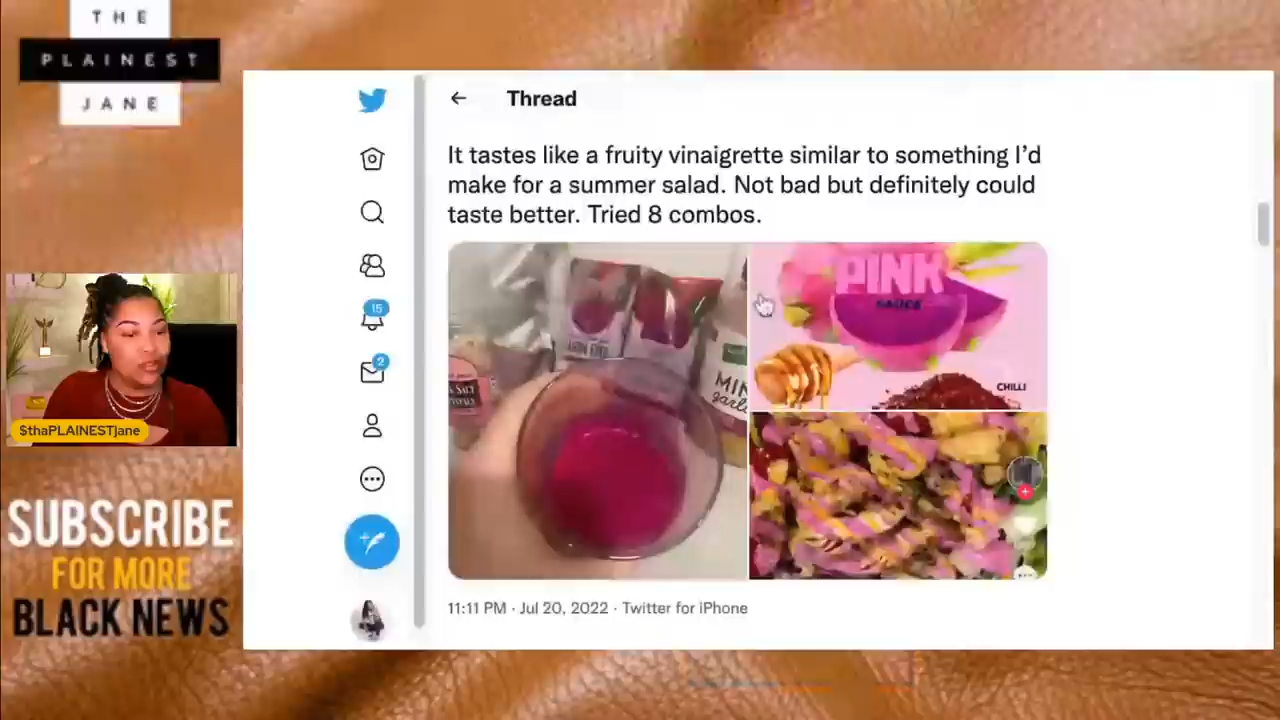 THE
PLAINEST
JANE
Thread
It tastes like a fruity vinaigrette similar to something I'd
make for a summer salad. Not bad but definitely could
taste better. Tried 8 combos.
15
2
PINK
SAUCE
CHILLI
SALT
11:11 PM · Jul 20, 2022 · Twitter for iPhone
$thaPLAINESTjane
SUBSCRIBE
FOR MORE
BLACK NEWS